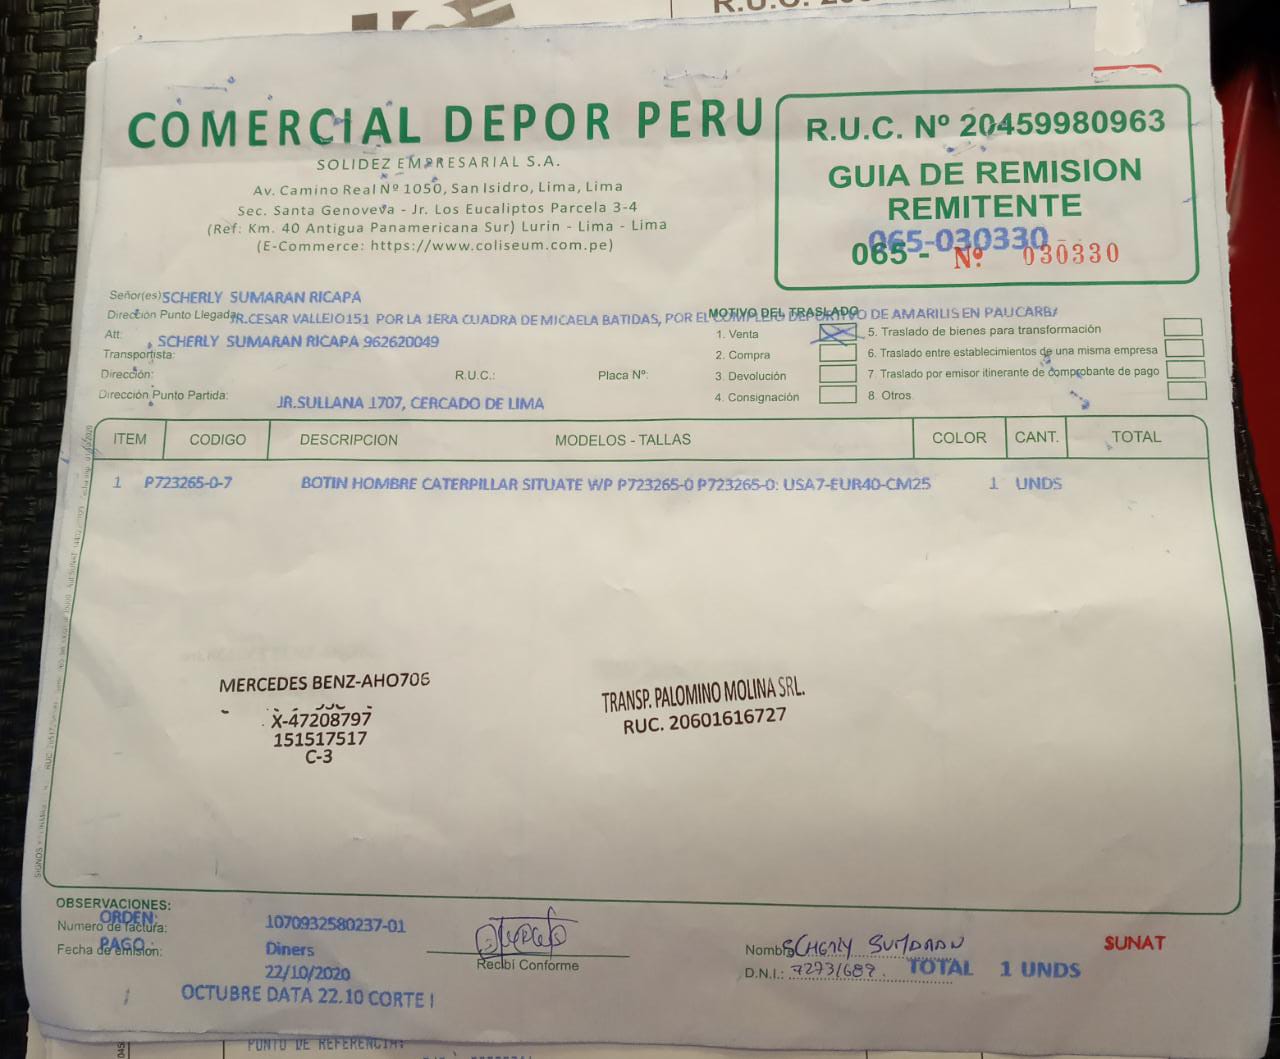 R.U.C. 20
COMERCIAL DEPOR PERU
SOLIDEZ EMPRESARIAL S.A.
Av. Camino Real Nº 1050, San Isidro, Lima, Lima
Sec. Santa Genoveva - Jr. Los Eucaliptos Parcela 3-4
(Ref: Km. 40 Antigua Panamericana Sur) Lurin - Lima - Lima
(E-Commerce: https://www.coliseum.com.pe)
R.U.C. Nº 20459980963
GUIA DE REMISION
REMITENTE
065-030330
065 - Nº 030330
Señor(es) SCHERLY SUMARAN RICAPA
Dirección Punto Llegada: JR.CESAR VALLEJO151 POR LA 1ERA CUADRA DE MICAELA BATIDAS, POR EL COMPLEJO DEPORTIVO DE AMARILIS EN PAUCARBA
Att: SCHERLY SUMARAN RICAPA 962620049
Transportista:
Dirección: R.U.C.: Placa Nº:
Dirección Punto Partida: JR.SULLANA 1707, CERCADO DE LIMA
MOTIVO DEL TRASLADO
1. Venta
2. Compra
3. Devolución
4. Consignación
5. Traslado de bienes para transformación
6. Traslado entre establecimientos de una misma empresa
7. Traslado por emisor itinerante de comprobante de pago
8. Otros
ITEM CODIGO DESCRIPCION MODELOS - TALLAS COLOR CANT. TOTAL
1 P723265-0-7 BOTIN HOMBRE CATERPILLAR SITUATE WP P723265-0 P723265-0: USA7-EUR40-CM25 1 UNDS
MERCEDES BENZ-AHO706
X-47208797
151517517
C-3
TRANSP. PALOMINO MOLINA SRL.
RUC. 20601616727
OBSERVACIONES:
ORDEN: 1070932580237-01
Numero de factura:
PAGO: Diners
Fecha de emisión:
22/10/2020
OCTUBRE DATA 22.10 CORTE I
Recibí Conforme
Nombre SCHERLY SUMARAN
D.N.I.: 72731689
TOTAL 1 UNDS
SUNAT
PUNTO DE REFERENCIA: